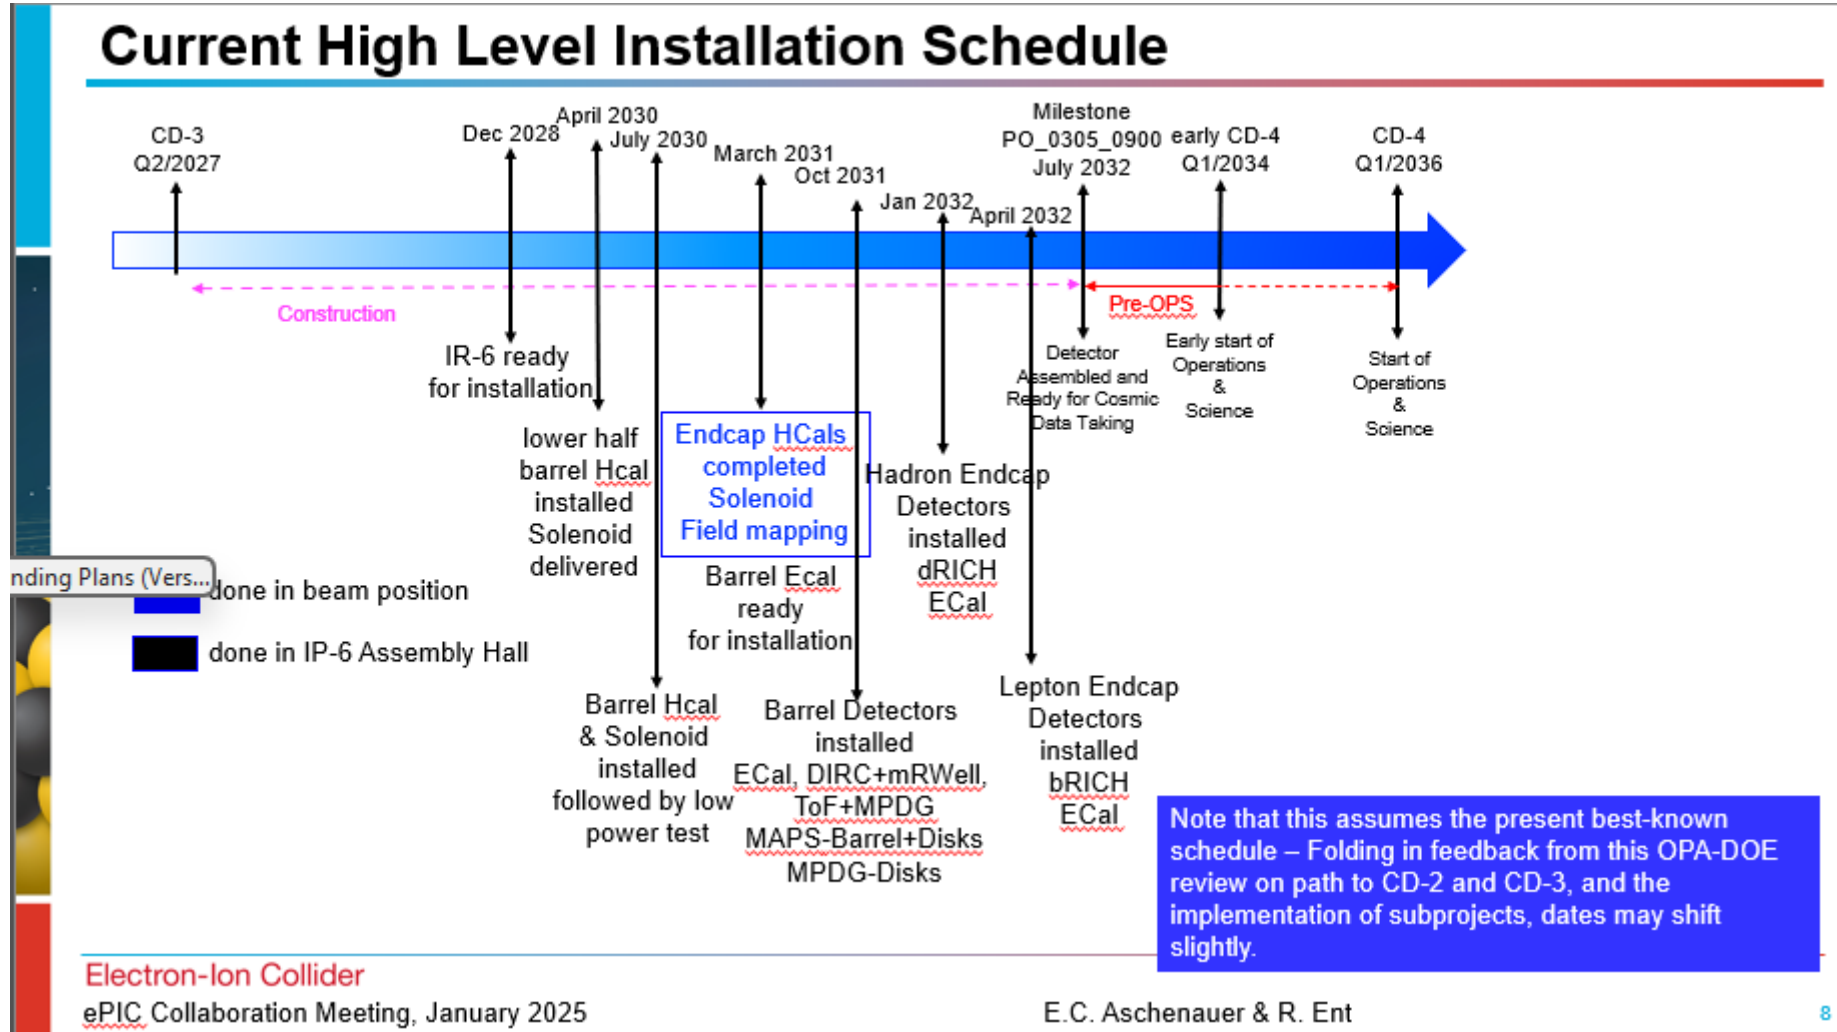 Current High Level Installation Schedule
CD-3
Q2/2027
Dec 2028
April 2030
July 2030
March 2031
Oct 2031
Jan 2032
April 2032
Milestone
PO_0305_0900
July 2032
early CD-4
Q1/2034
CD-4
Q1/2036
Construction
Pre-OPS
IR-6 ready
for installation
lower half
barrel Hcal
installed
Solenoid
delivered
Barrel Hcal
& Solenoid
installed
followed by low
power test
Endcap HCals
completed
Solenoid
Field mapping
Barrel Ecal
ready
for installation
Barrel Detectors
installed
ECal, DIRC+mRWell,
ToF+MPDG
MAPS-Barrel+Disks
MPDG-Disks
Hadron Endcap
Detectors
installed
dRICH
ECal
Lepton Endcap
Detectors
installed
bRICH
ECal
Detector
Assembled and
Ready for Cosmic
Data Taking
Early start of
Operations
&
Science
Start of
Operations
&
Science
nding Plans (Vers...
done in beam position
done in IP-6 Assembly Hall
Note that this assumes the present best-known
schedule – Folding in feedback from this OPA-DOE
review on path to CD-2 and CD-3, and the
implementation of subprojects, dates may shift
slightly.
Electron-Ion Collider
ePIC Collaboration Meeting, January 2025
E.C. Aschenauer & R. Ent
8